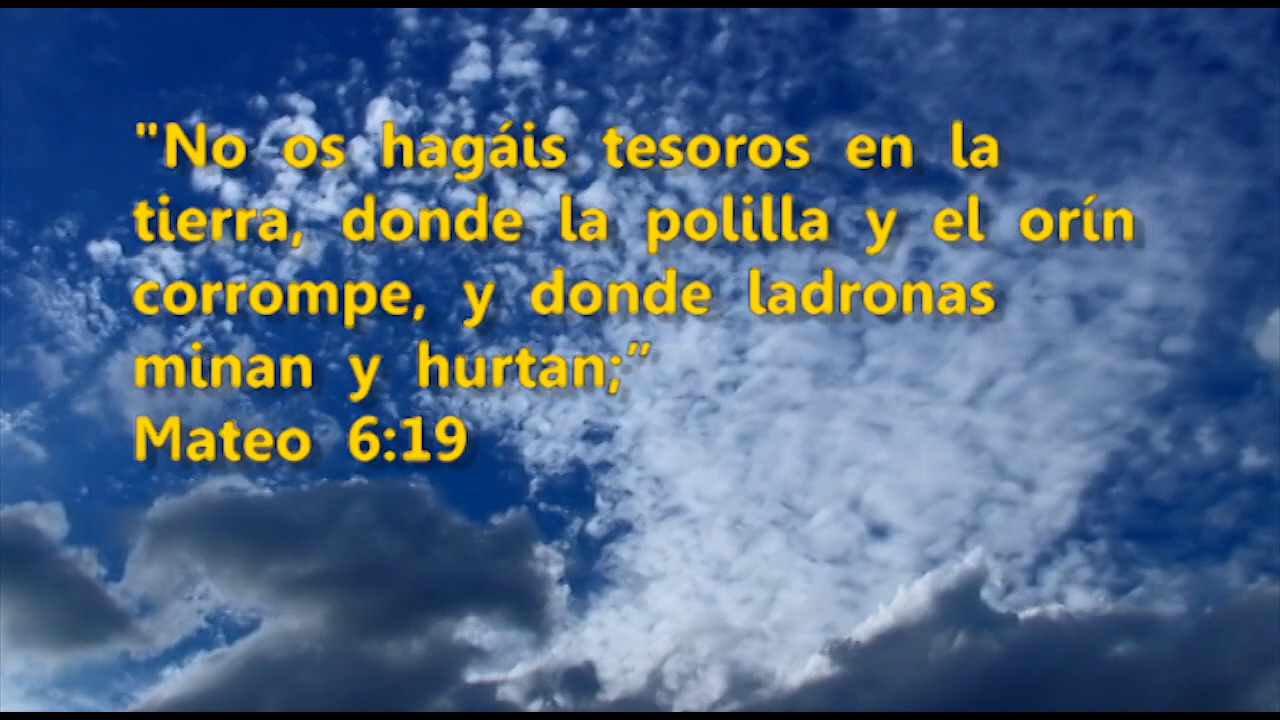 "No os hagáis tesoros en la
tierra, donde la polilla y el orín
corrompe, y donde ladronas
minan y hurtan;”
Mateo 6:19